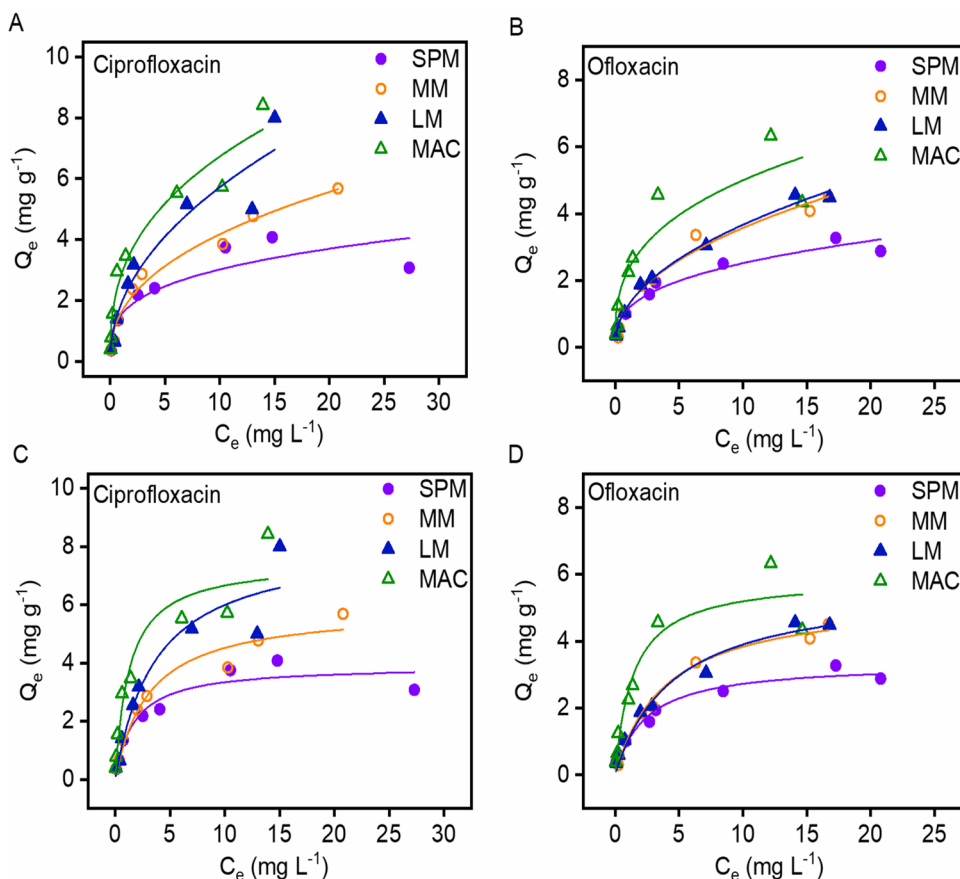 A
Ciprofloxacin
SPM
MM
LM
MAC
10
8
6
4
2
0
0 5 10 15 20 25 30
Qe (mg g-1)
Ce (mg L-1)
B
Ofloxacin
SPM
MM
LM
MAC
8
6
4
2
0
0 5 10 15 20 25
Qe (mg g-1)
Ce (mg L-1)
C
Ciprofloxacin
SPM
MM
LM
MAC
10
8
6
4
2
0
0 5 10 15 20 25 30
Qe (mg g-1)
Ce (mg L-1)
D
Ofloxacin
SPM
MM
LM
MAC
8
6
4
2
0
0 5 10 15 20 25
Qe (mg g-1)
Ce (mg L-1)